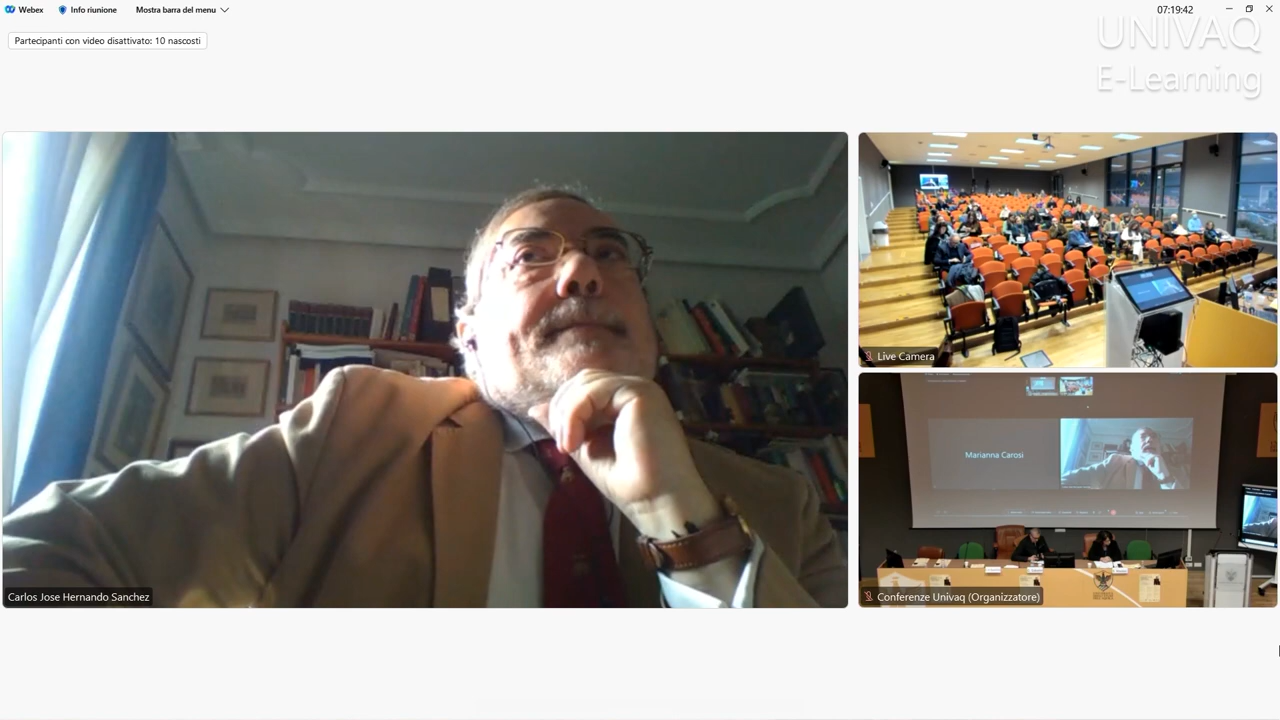 Webex
Info riunione
Mostra barra del menu
07:19:42
Partecipanti con video disattivato: 10 nascosti
UNIVAQ
E-Learning
Carlos Jose Hernando Sanchez
Live Camera
Marianna Carosi
Conferenze Univaq (Organizzatore)